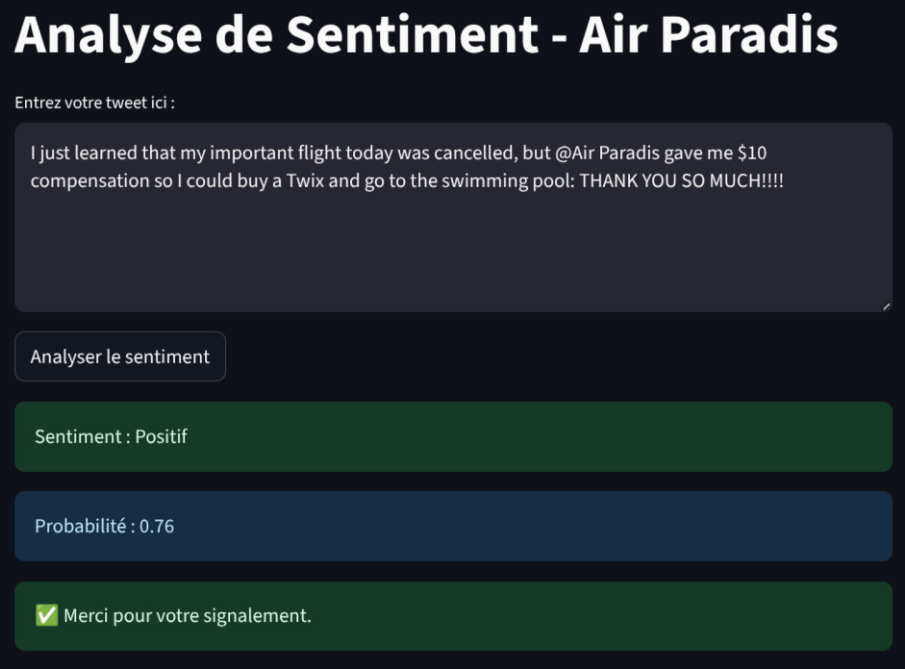 Analyse de Sentiment - Air Paradis
Entrez votre tweet ici :
I just learned that my important flight today was cancelled, but @Air Paradis gave me $10
compensation so I could buy a Twix and go to the swimming pool: THANK YOU SO MUCH!!!!
Analyser le sentiment
Sentiment : Positif
Probabilité : 0.76
✅ Merci pour votre signalement.